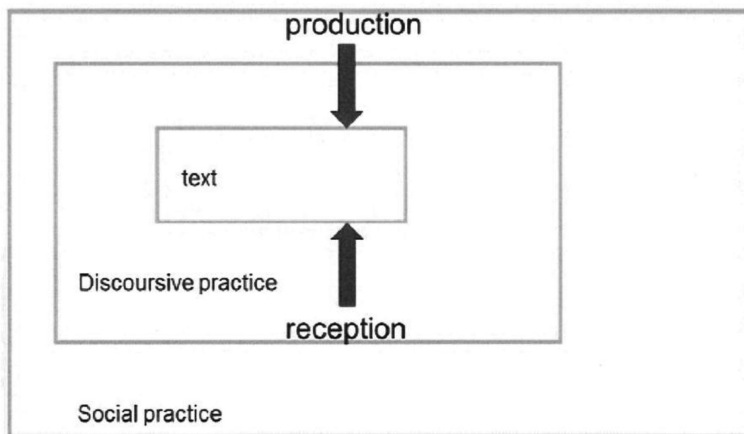 production
text
Discoursive practice
reception
Social practice